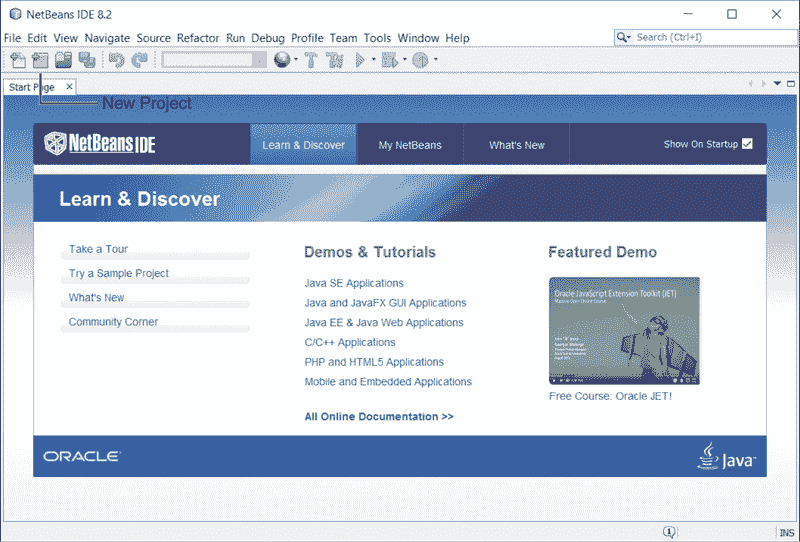 NetBeans IDE 8.2
File Edit View Navigate Source Refactor Run Debug Profile Team Tools Window Help
Search (Ctrl+I)
Start Page
New Project
NetBeans IDE
Learn & Discover
My NetBeans
What's New
Show On Startup
Learn & Discover
Take a Tour
Try a Sample Project
What's New
Community Corner
Demos & Tutorials
Java SE Applications
Java and JavaFX GUI Applications
Java EE & Java Web Applications
C/C++ Applications
PHP and HTML5 Applications
Mobile and Embedded Applications
All Online Documentation >>
Featured Demo
Oracle JavaScript Extension Toolkit (JET)
Massive Open Online Course
Free Course: Oracle JET!
ORACLE
Java
INS